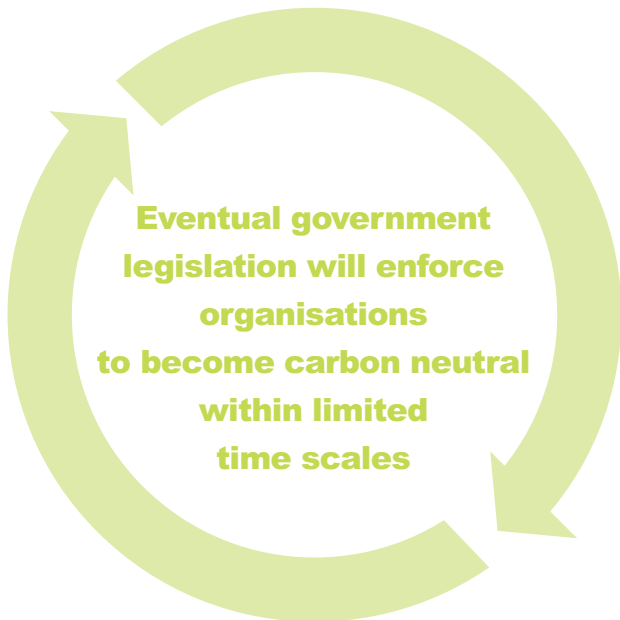 Eventual government
legislation will enforce
organisations
to become carbon neutral
within limited
time scales